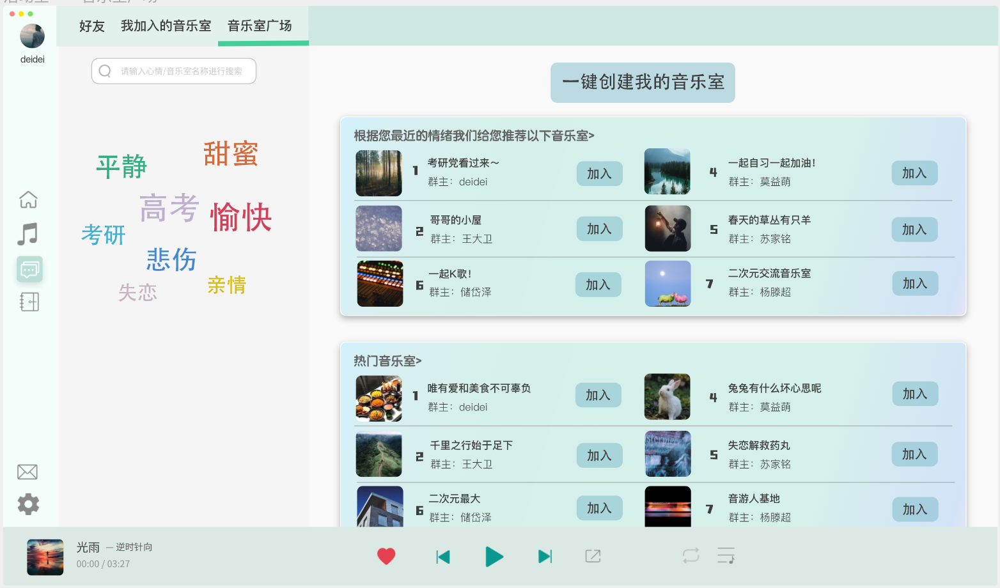 deidei
好友 我加入的音乐室 音乐室广场
请输入心情/音乐室名称进行搜索
甜蜜
平静
高考
愉快
考研
悲伤
亲情
失恋
一键创建我的音乐室
根据您最近的情绪我们给您推荐以下音乐室>
1 考研党看过来～
群主：deidei
加入
4 一起自习一起加油！
群主：莫益萌
加入
2 哥哥的小屋
群主：王大卫
加入
5 春天的草丛有只羊
群主：苏家铭
加入
6 一起K歌！
群主：储岱泽
加入
7 二次元交流音乐室
群主：杨滕超
加入
热门音乐室>
1 唯有爱和美食不可辜负
群主：deidei
加入
4 兔兔有什么坏心思呢
群主：莫益萌
加入
2 千里之行始于足下
群主：王大卫
加入
5 失恋解救药丸
群主：苏家铭
加入
6 二次元最大
群主：储岱泽
加入
7 音游人基地
群主：杨滕超
加入
光雨 — 逆时针向
00:00 / 03:27